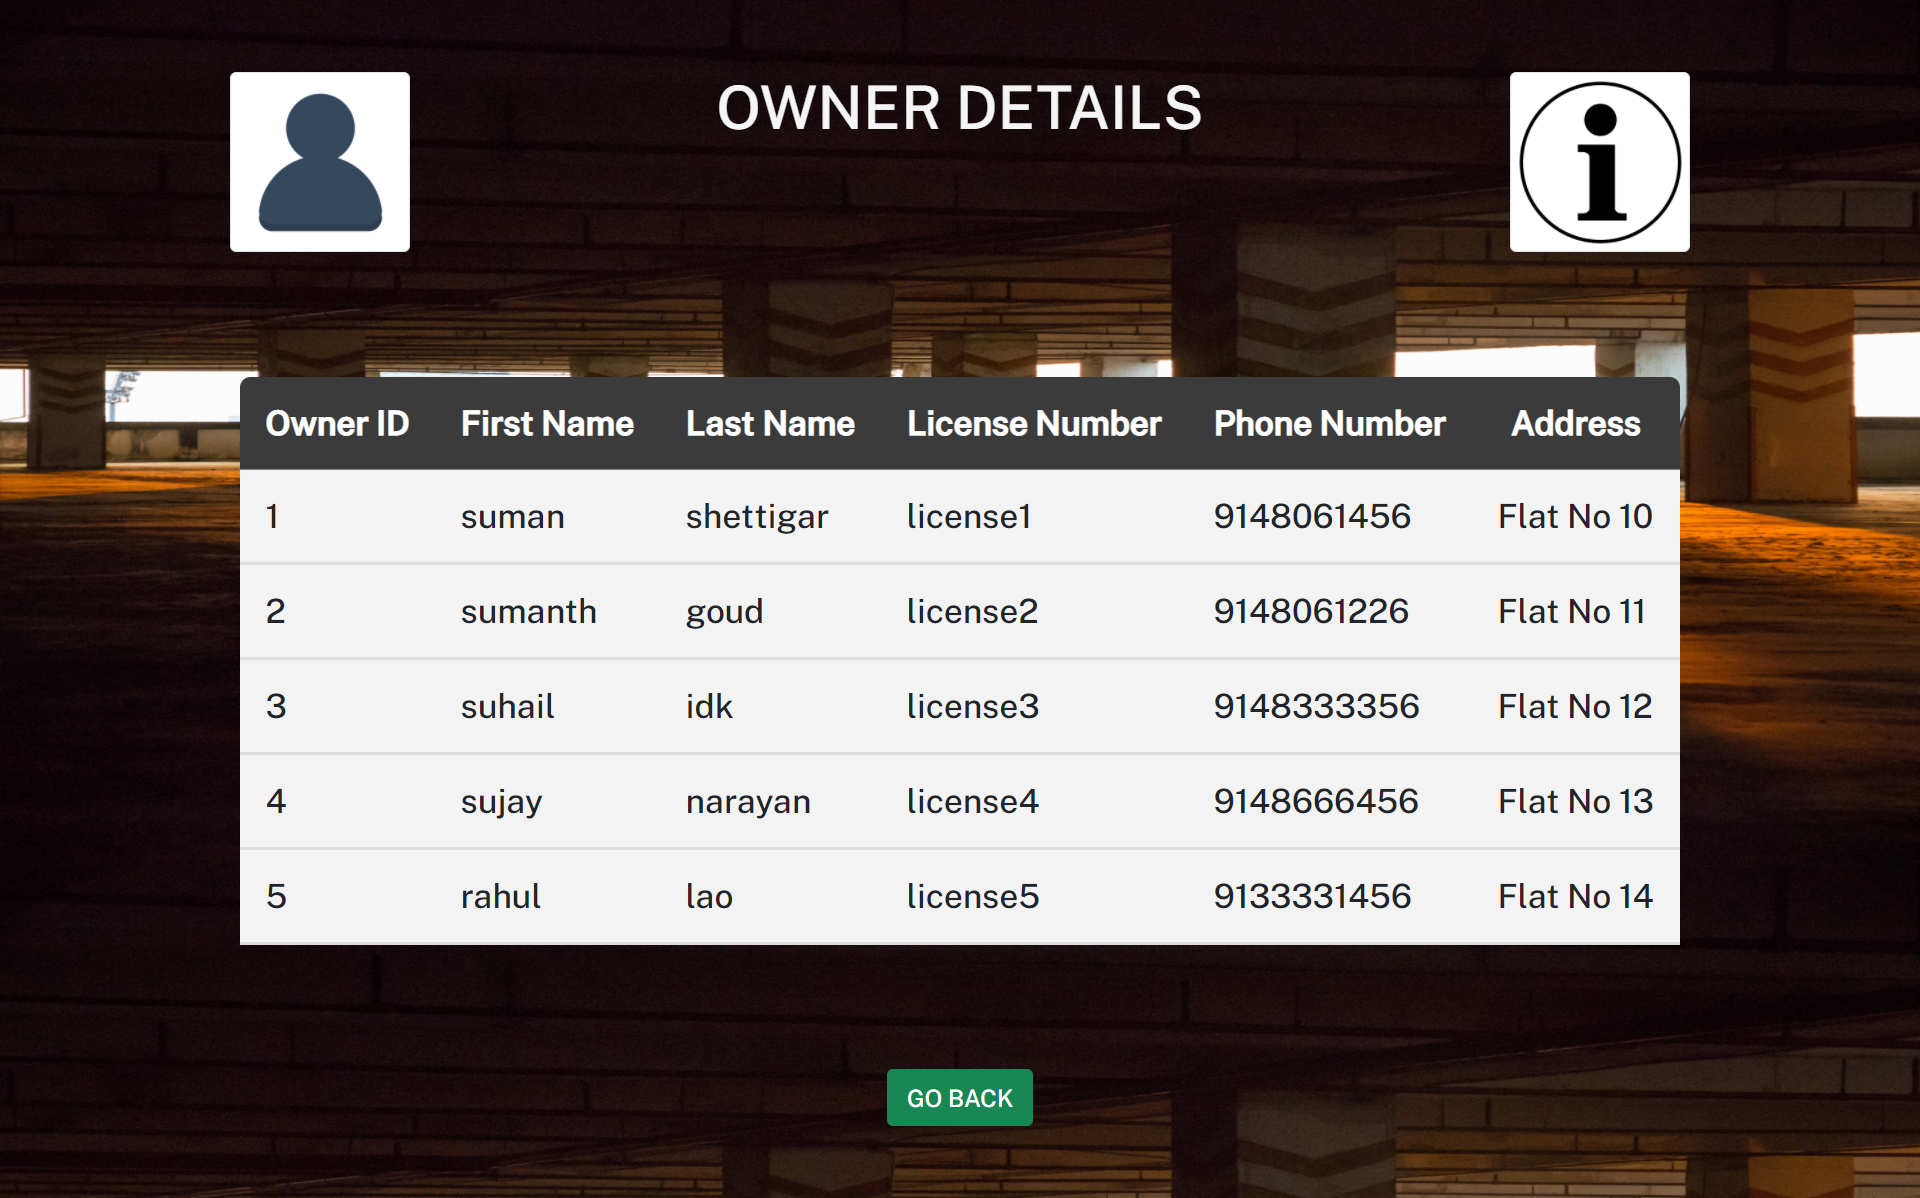 OWNER DETAILS
i
Owner ID First Name Last Name License Number Phone Number Address
1 suman shettigar license1 9148061456 Flat No 10
2 sumanth goud license2 9148061226 Flat No 11
3 suhail idk license3 9148333356 Flat No 12
4 sujay narayan license4 9148666456 Flat No 13
5 rahul lao license5 9133331456 Flat No 14
GO BACK